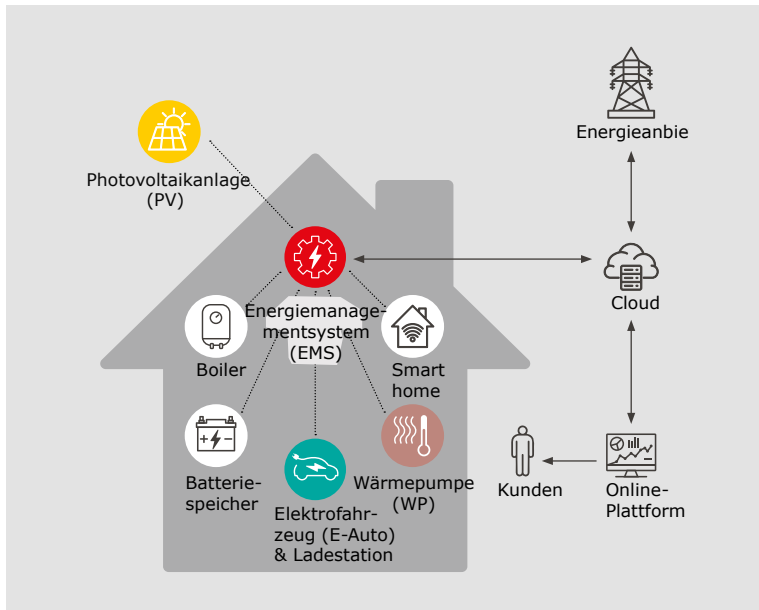 Energieanbie
Photovoltaikanlage
(PV)
Energiemanage-
mentsystem
(EMS)
Cloud
Boiler
Smart
home
Batterie-
speicher
Elektrofahr-
zeug (E-Auto)
& Ladestation
Wärmepumpe
(WP)
Kunden
Online-
Plattform